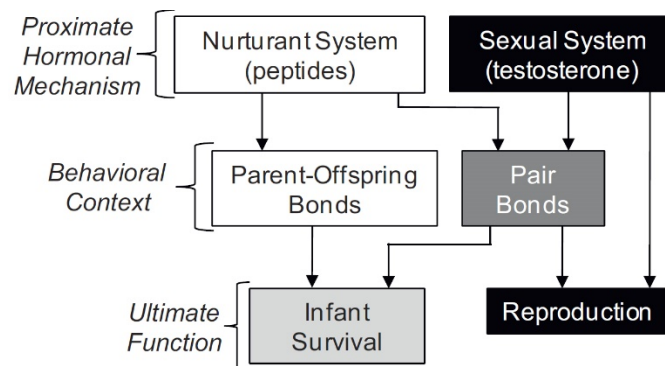 Proximate
Hormonal
Mechanism
Nurturant System
(peptides)
Sexual System
(testosterone)
Behavioral
Context
Parent-Offspring
Bonds
Pair
Bonds
Ultimate
Function
Infant
Survival
Reproduction